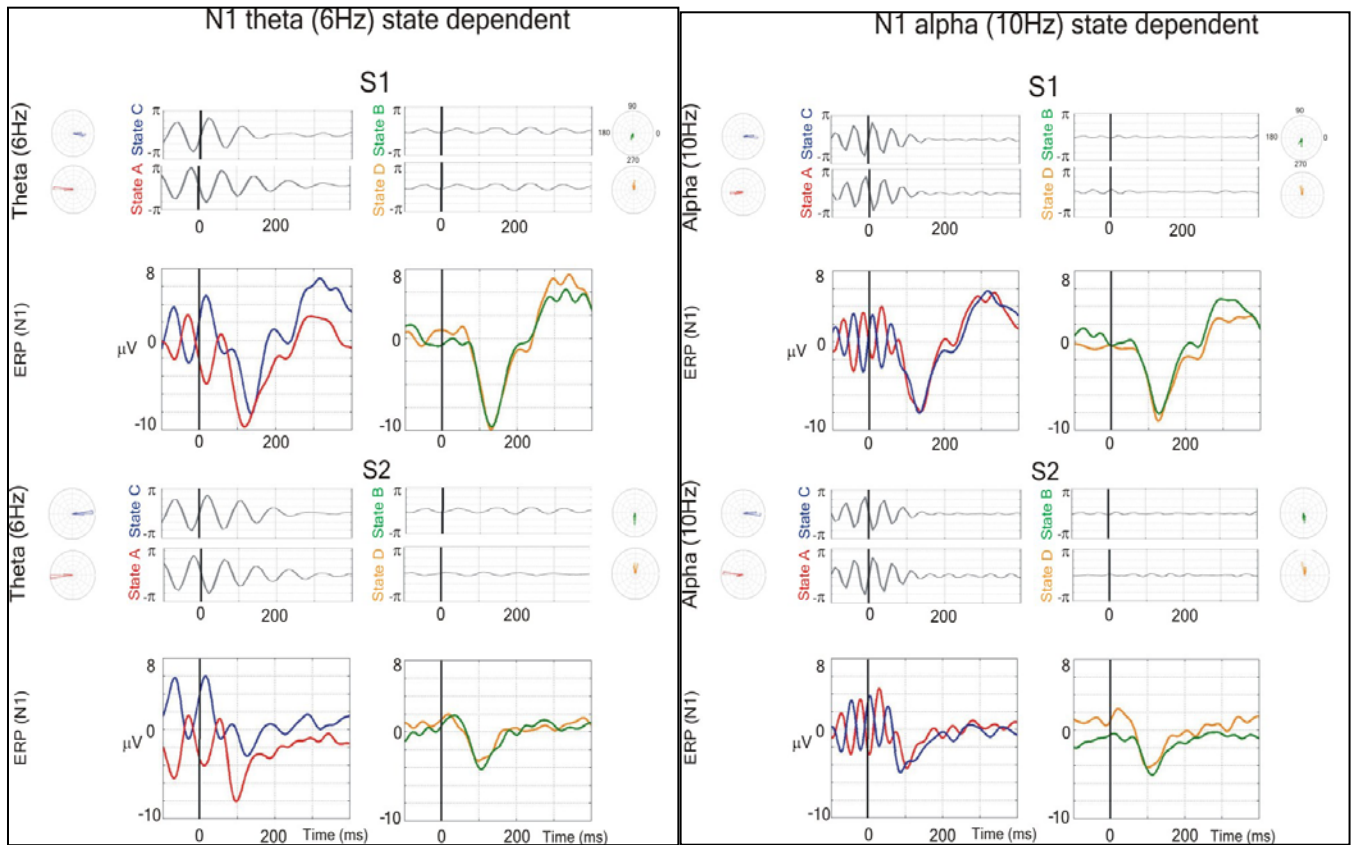 N1 theta (6Hz) state dependent
S1
Theta (6Hz)
State C
π
-π
State A
π
-π
0
200
State B
π
-π
State D
π
-π
0
200
90
180
0
270
ERP (N1)
8
μV
0
-10
0
200
8
0
-10
0
200
S2
Theta (6Hz)
State C
π
-π
State A
π
-π
0
200
State B
π
-π
State D
π
-π
0
200
ERP (N1)
8
μV
0
-10
0
200
Time (ms)
8
0
-10
0
200
Time (ms)
N1 alpha (10Hz) state dependent
S1
Alpha (10Hz)
State C
π
-π
State A
π
-π
0
200
State B
π
-π
State D
π
-π
0
200
90
180
0
270
ERP (N1)
8
μV
0
-10
0
200
8
0
-10
0
200
S2
Alpha (10Hz)
State C
π
-π
State A
π
-π
0
200
State B
π
-π
State D
π
-π
0
200
ERP (N1)
8
μV
0
-10
0
200
Time (ms)
8
0
-10
0
200
Time (ms)